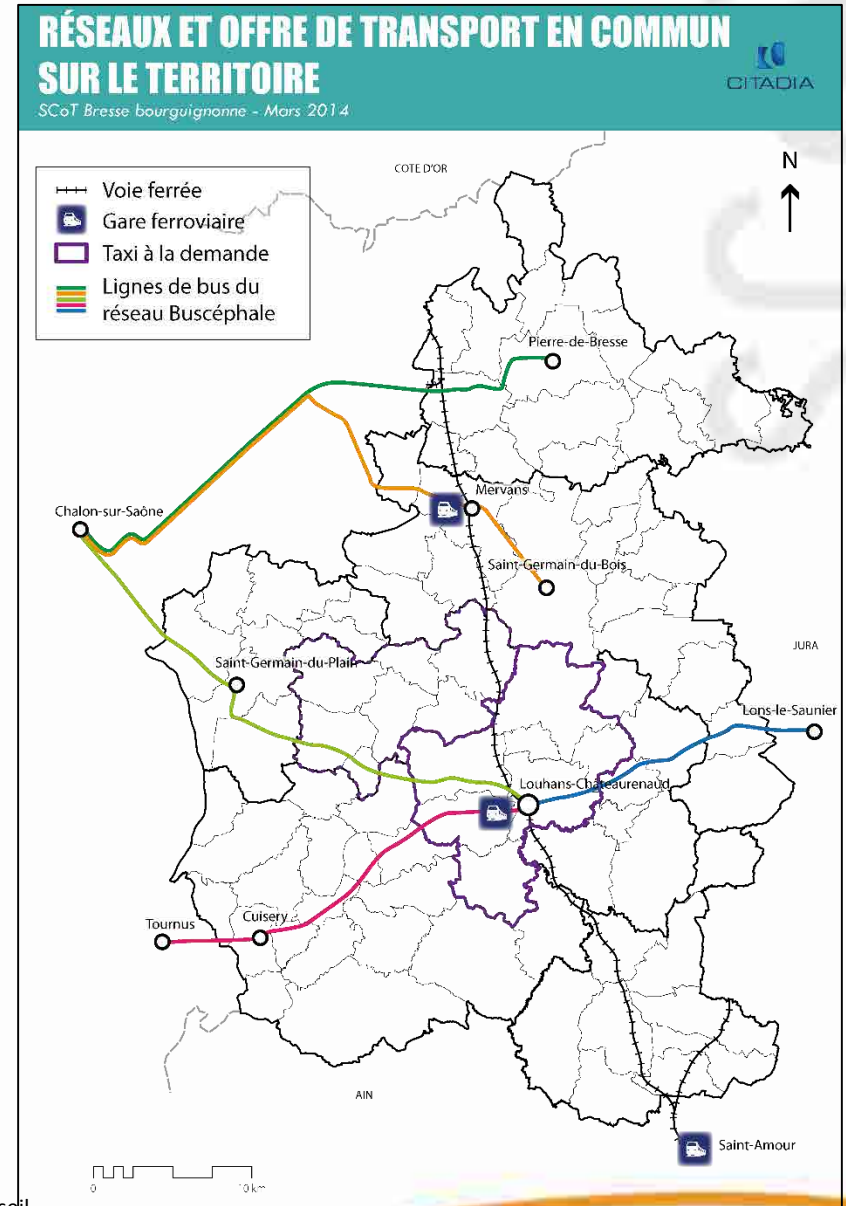 RÉSEAUX ET OFFRE DE TRANSPORT EN COMMUN
SUR LE TERRITOIRE
SCoT Bresse bourguignonne - Mars 2014
CITADIA
Voie ferrée
Gare ferroviaire
Taxi à la demande
Lignes de bus du
réseau Buscéphale
COTE D'OR
N
Pierre-de-Bresse
Mervans
Chalon-sur-Saône
Saint-Germain-du-Bois
JURA
Saint-Germain-du-Plain
Lons-le-Saunier
Louhans-Châteaurenaud
Tournus
Cuisery
AIN
Saint-Amour
0
10 km